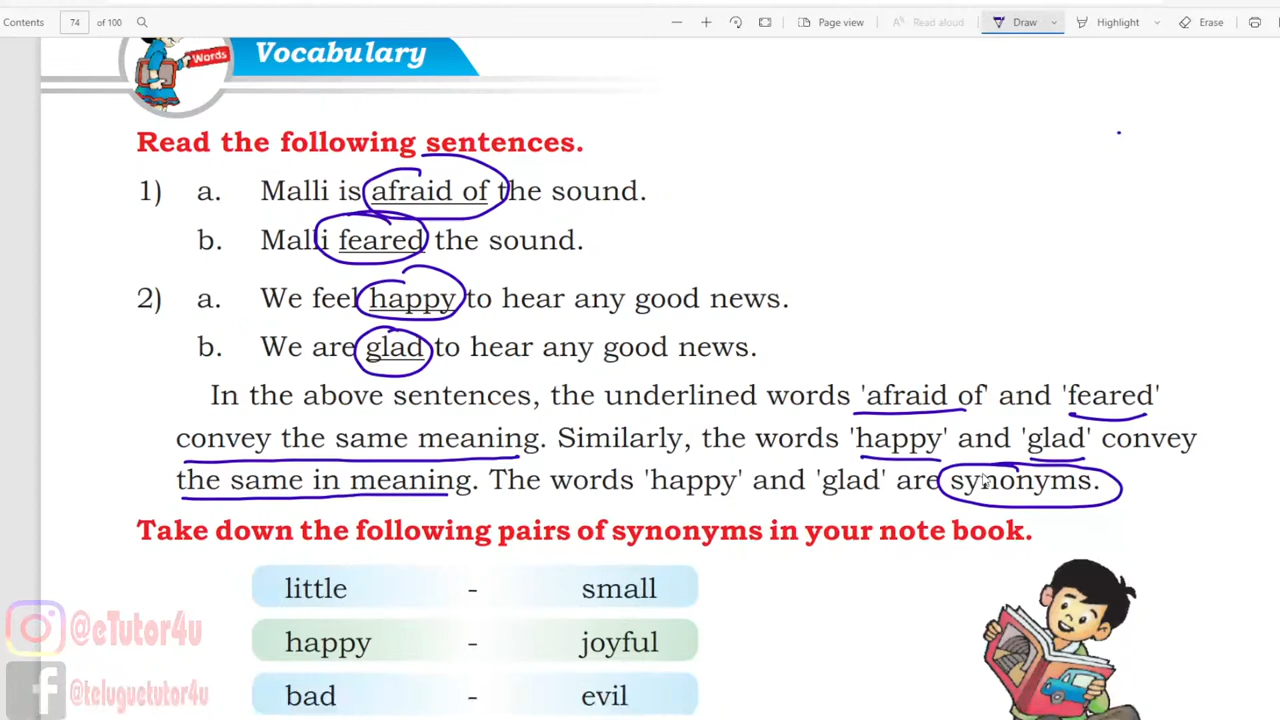 Contents 74 of 100 Page view Read aloud Draw Highlight Erase
Words
Vocabulary
Read the following sentences.
1) a. Malli is afraid of the sound.
b. Malli feared the sound.
2) a. We feel happy to hear any good news.
b. We are glad to hear any good news.
In the above sentences, the underlined words 'afraid of' and 'feared'
convey the same meaning. Similarly, the words 'happy' and 'glad' convey
the same in meaning. The words 'happy' and 'glad' are synonyms.
Take down the following pairs of synonyms in your note book.
little - small
happy - joyful
bad - evil
@eTutor4u
@telugututor4u